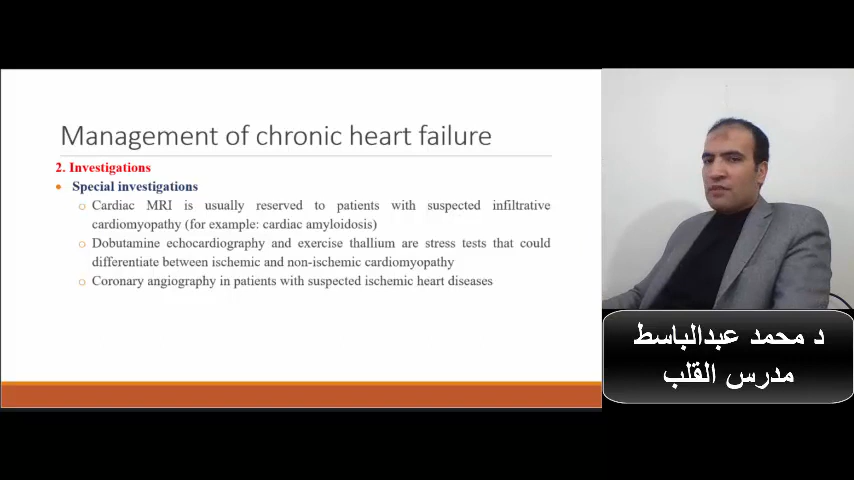 Management of chronic heart failure
2. Investigations
• Special investigations
o Cardiac MRI is usually reserved to patients with suspected infiltrative
cardiomyopathy (for example: cardiac amyloidosis)
o Dobutamine echocardiography and exercise thallium are stress tests that could
differentiate between ischemic and non-ischemic cardiomyopathy
o Coronary angiography in patients with suspected ischemic heart diseases
د محمد عبدالباسط
مدرس القلب